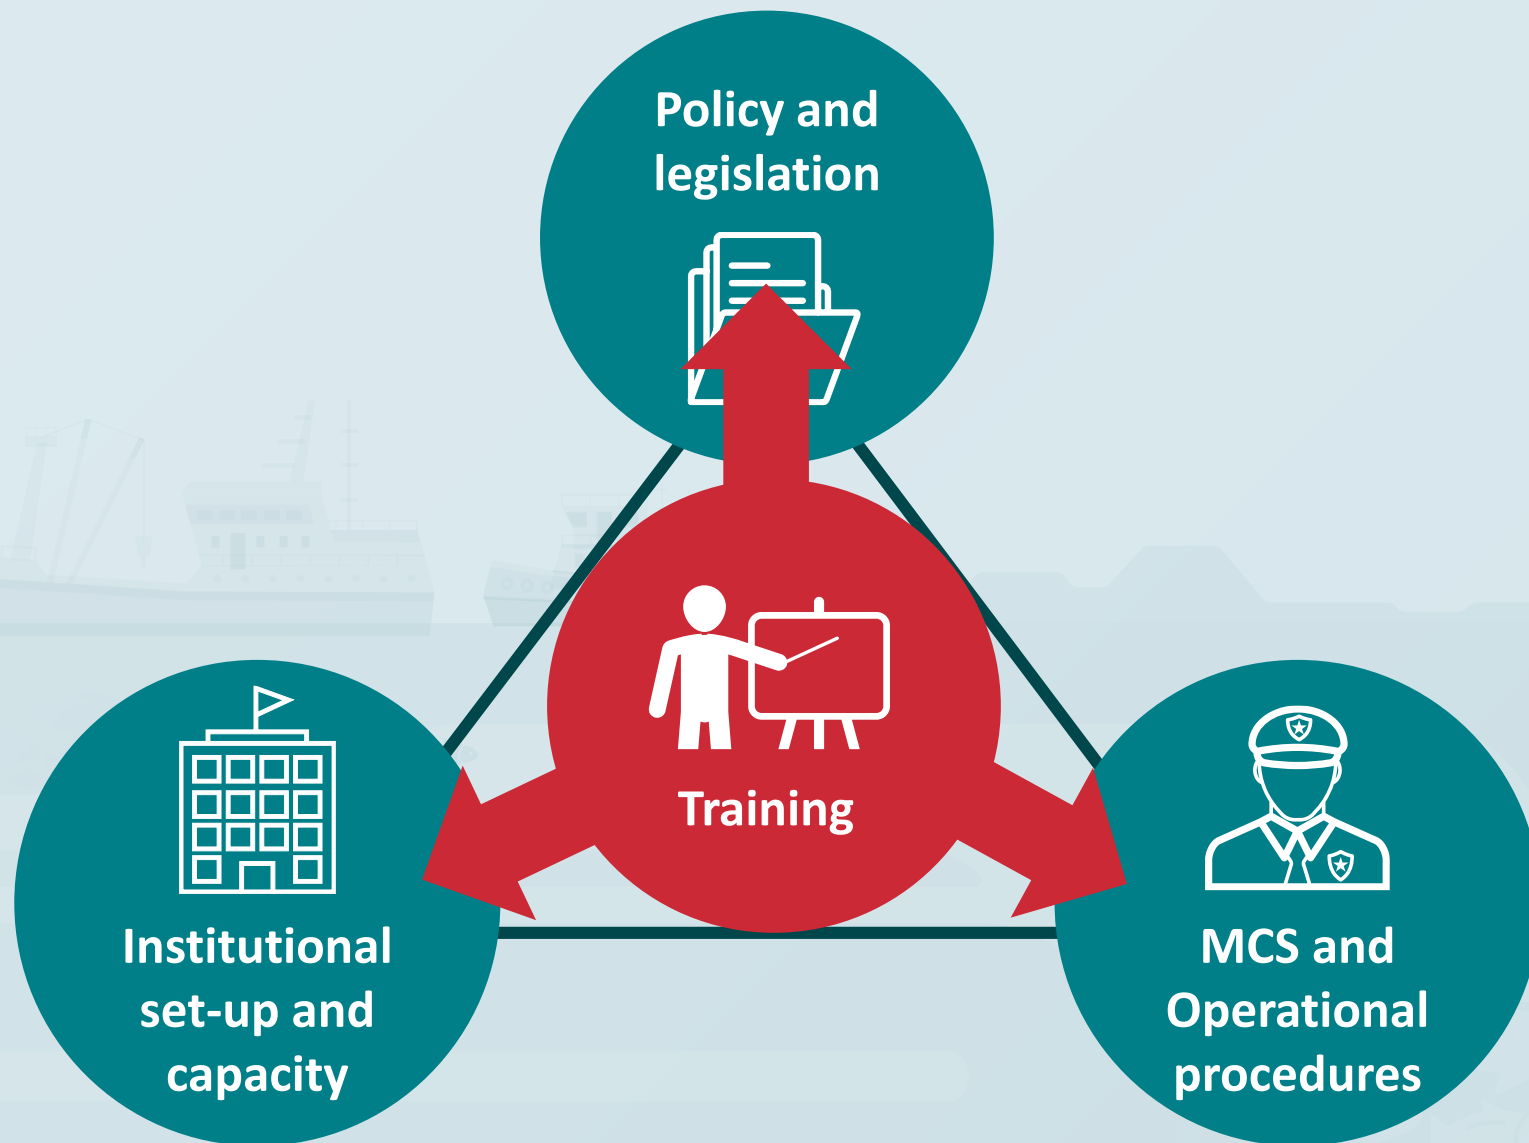 Policy and
legislation
Training
Institutional
set-up and
capacity
MCS and
Operational
procedures